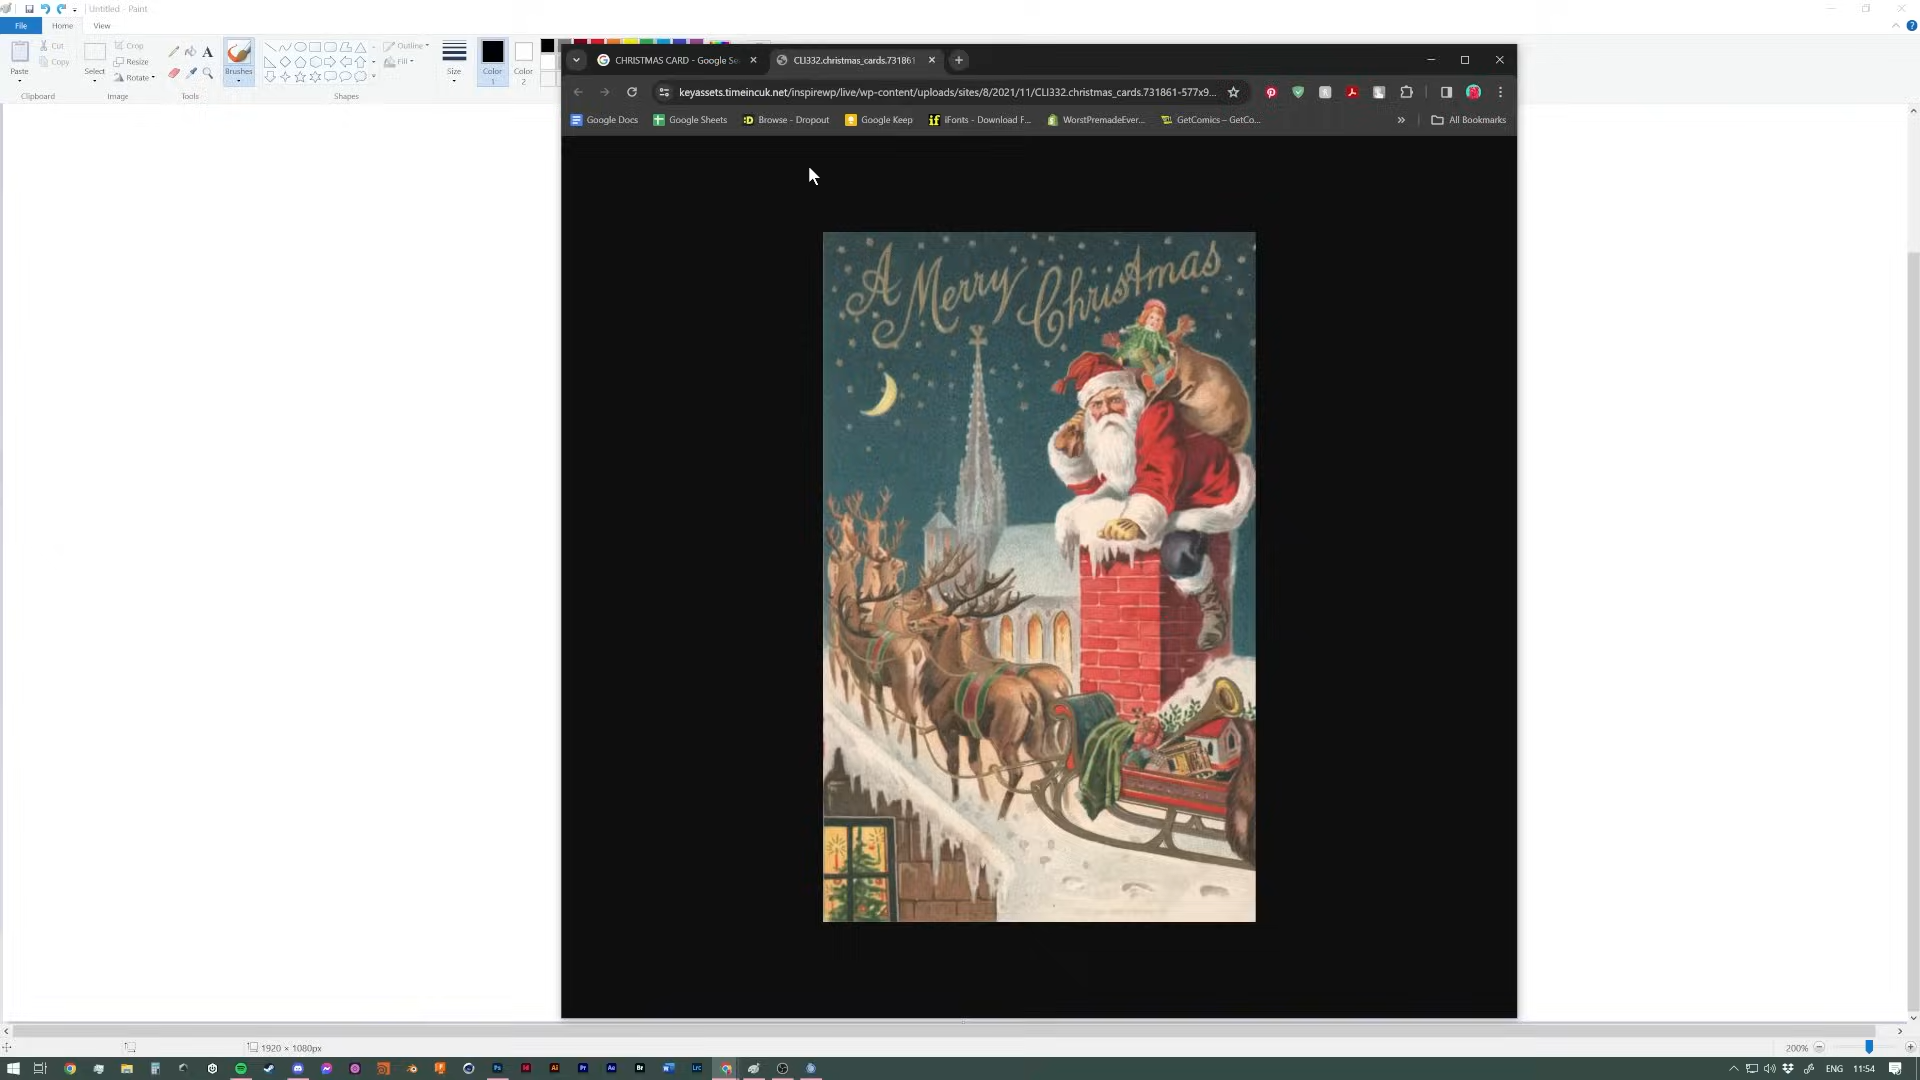 Untitled - Paint
File
Home
View
Paste
Cut
Copy
Clipboard
Select
Crop
Resize
Rotate
Image
Tools
Brushes
Shapes
Outline
Fill
Size
Color
1
Color
2
CHRISTMAS CARD - Google Se
CLI332.christmas_cards.731861
keyassets.timeincuk.net/inspirewp/live/wp-content/uploads/sites/8/2021/11/CLI332.christmas_cards.731861-577x9...
Google Docs
Google Sheets
Browse - Dropout
Google Keep
iFonts - Download F...
WorstPremadeEver...
GetComics – GetCo...
All Bookmarks
A Merry Christmas
1920 × 1080px
200%
ENG
11:54